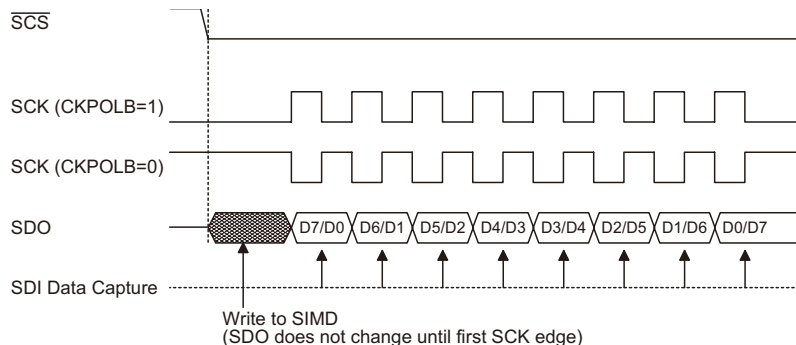 SCS
SCK (CKPOLB=1)
SCK (CKPOLB=0)
SDO D7/D0 D6/D1 D5/D2 D4/D3 D3/D4 D2/D5 D1/D6 D0/D7
SDI Data Capture
Write to SIMD
(SDO does not change until first SCK edge)